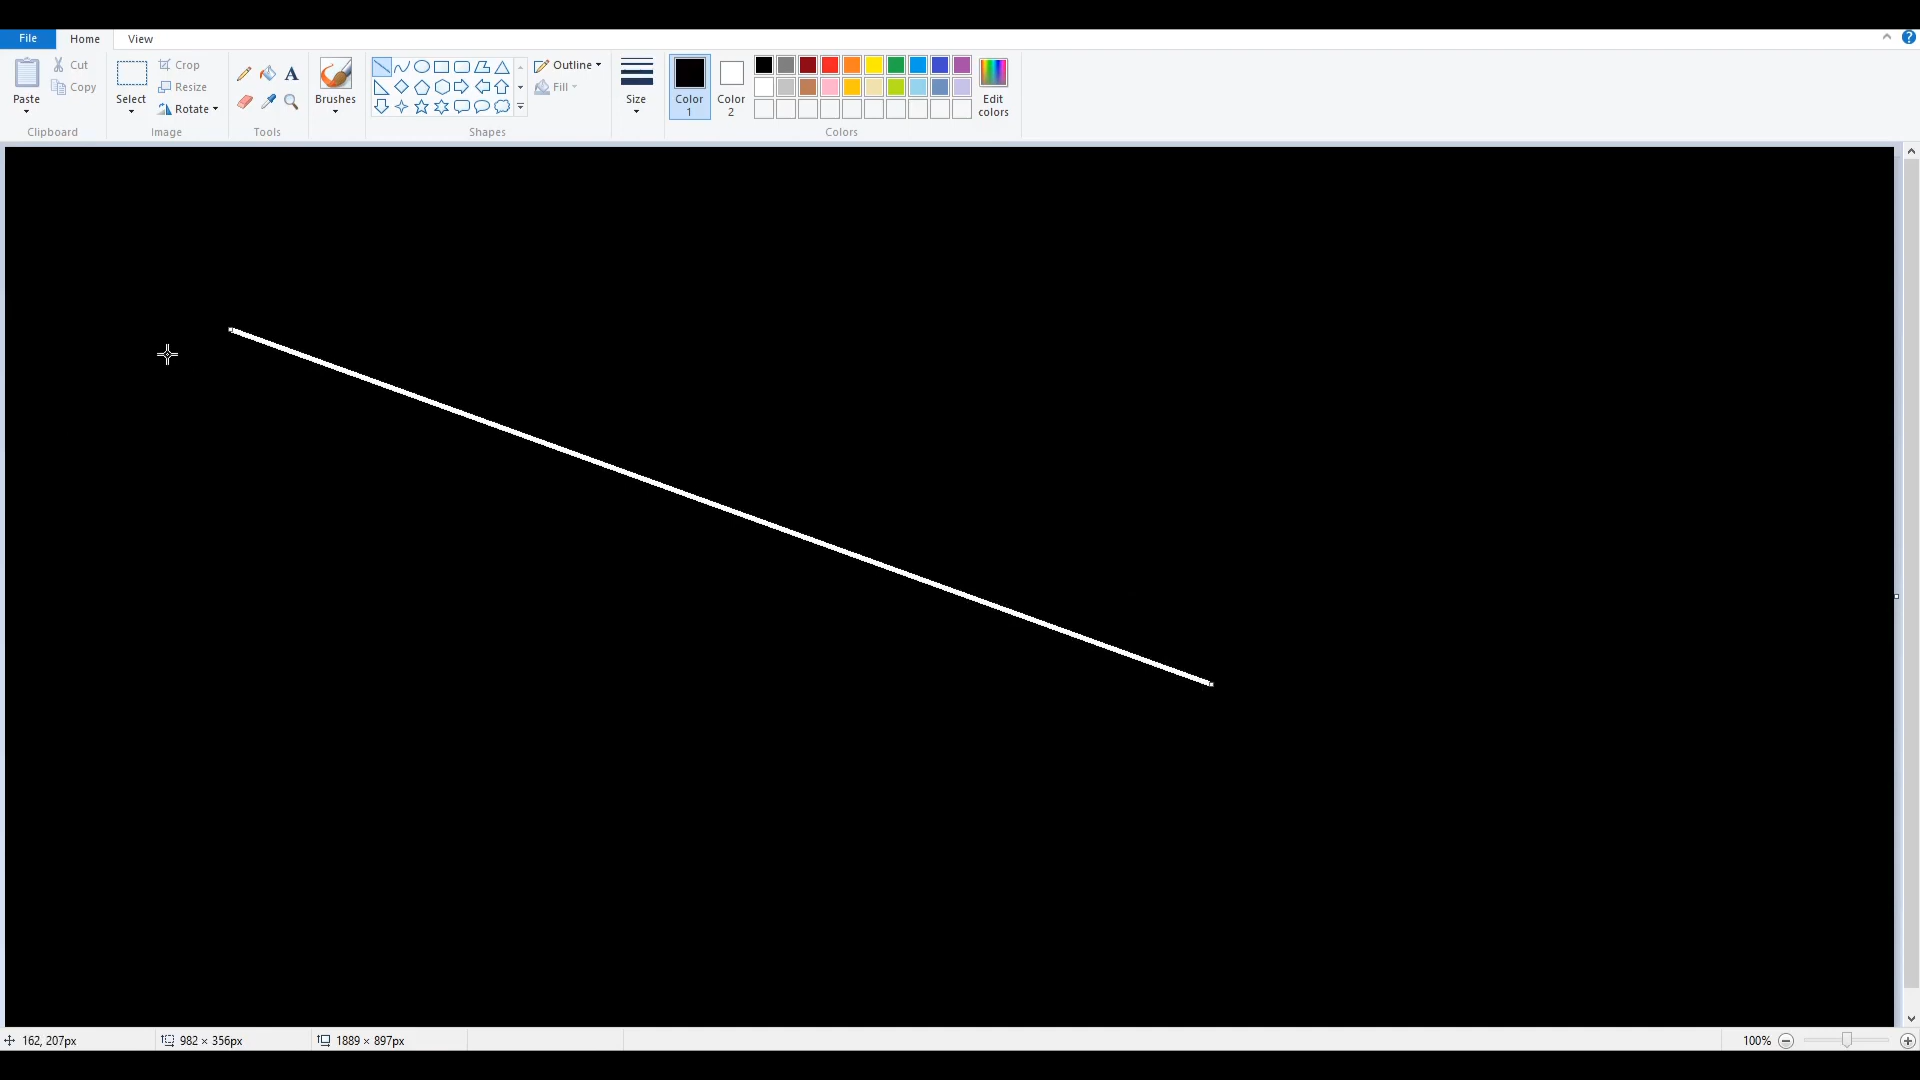 File Home View
Paste Cut Copy Clipboard
Select Crop Resize Rotate Image
A Tools
Brushes
Outline Fill Shapes
Size
Color 1 Color 2 Edit colors Colors
?
162, 207px 982 × 356px 1889 × 897px 100%